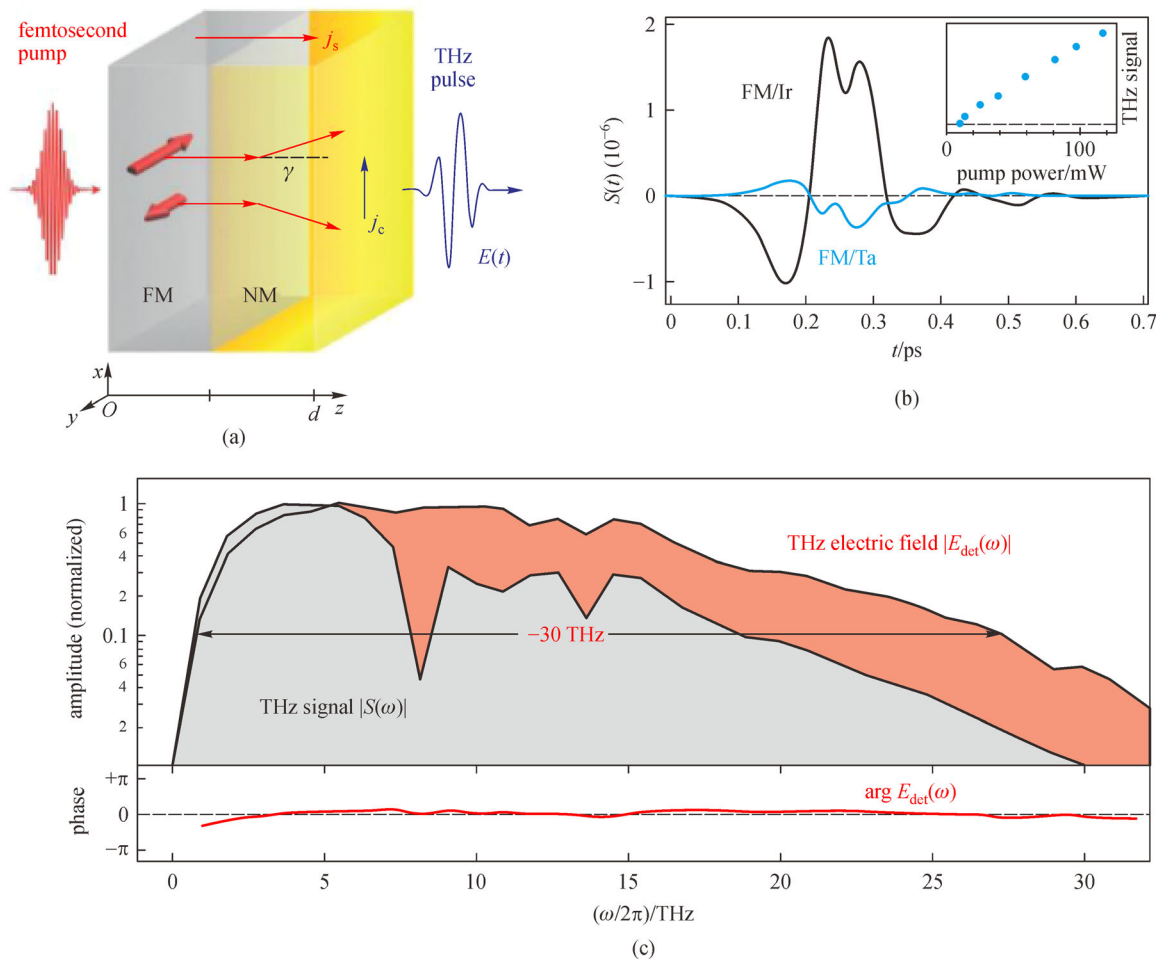 femtosecond
pump
j_s
THz
pulse
γ
j_c
E(t)
FM
NM
x
y
O
d
z
(a)
S(t) (10⁻⁶)
2
1
0
−1
FM/Ir
FM/Ta
THz signal
0
100
pump power/mW
0
0.1
0.2
0.3
0.4
0.5
0.6
0.7
t/ps
(b)
amplitude (normalized)
1
6
4
2
0.1
6
4
2
THz electric field |E_det(ω)|
−30 THz
THz signal |S(ω)|
phase
+π
0
−π
arg E_det(ω)
0
5
10
15
20
25
30
(ω/2π)/THz
(c)